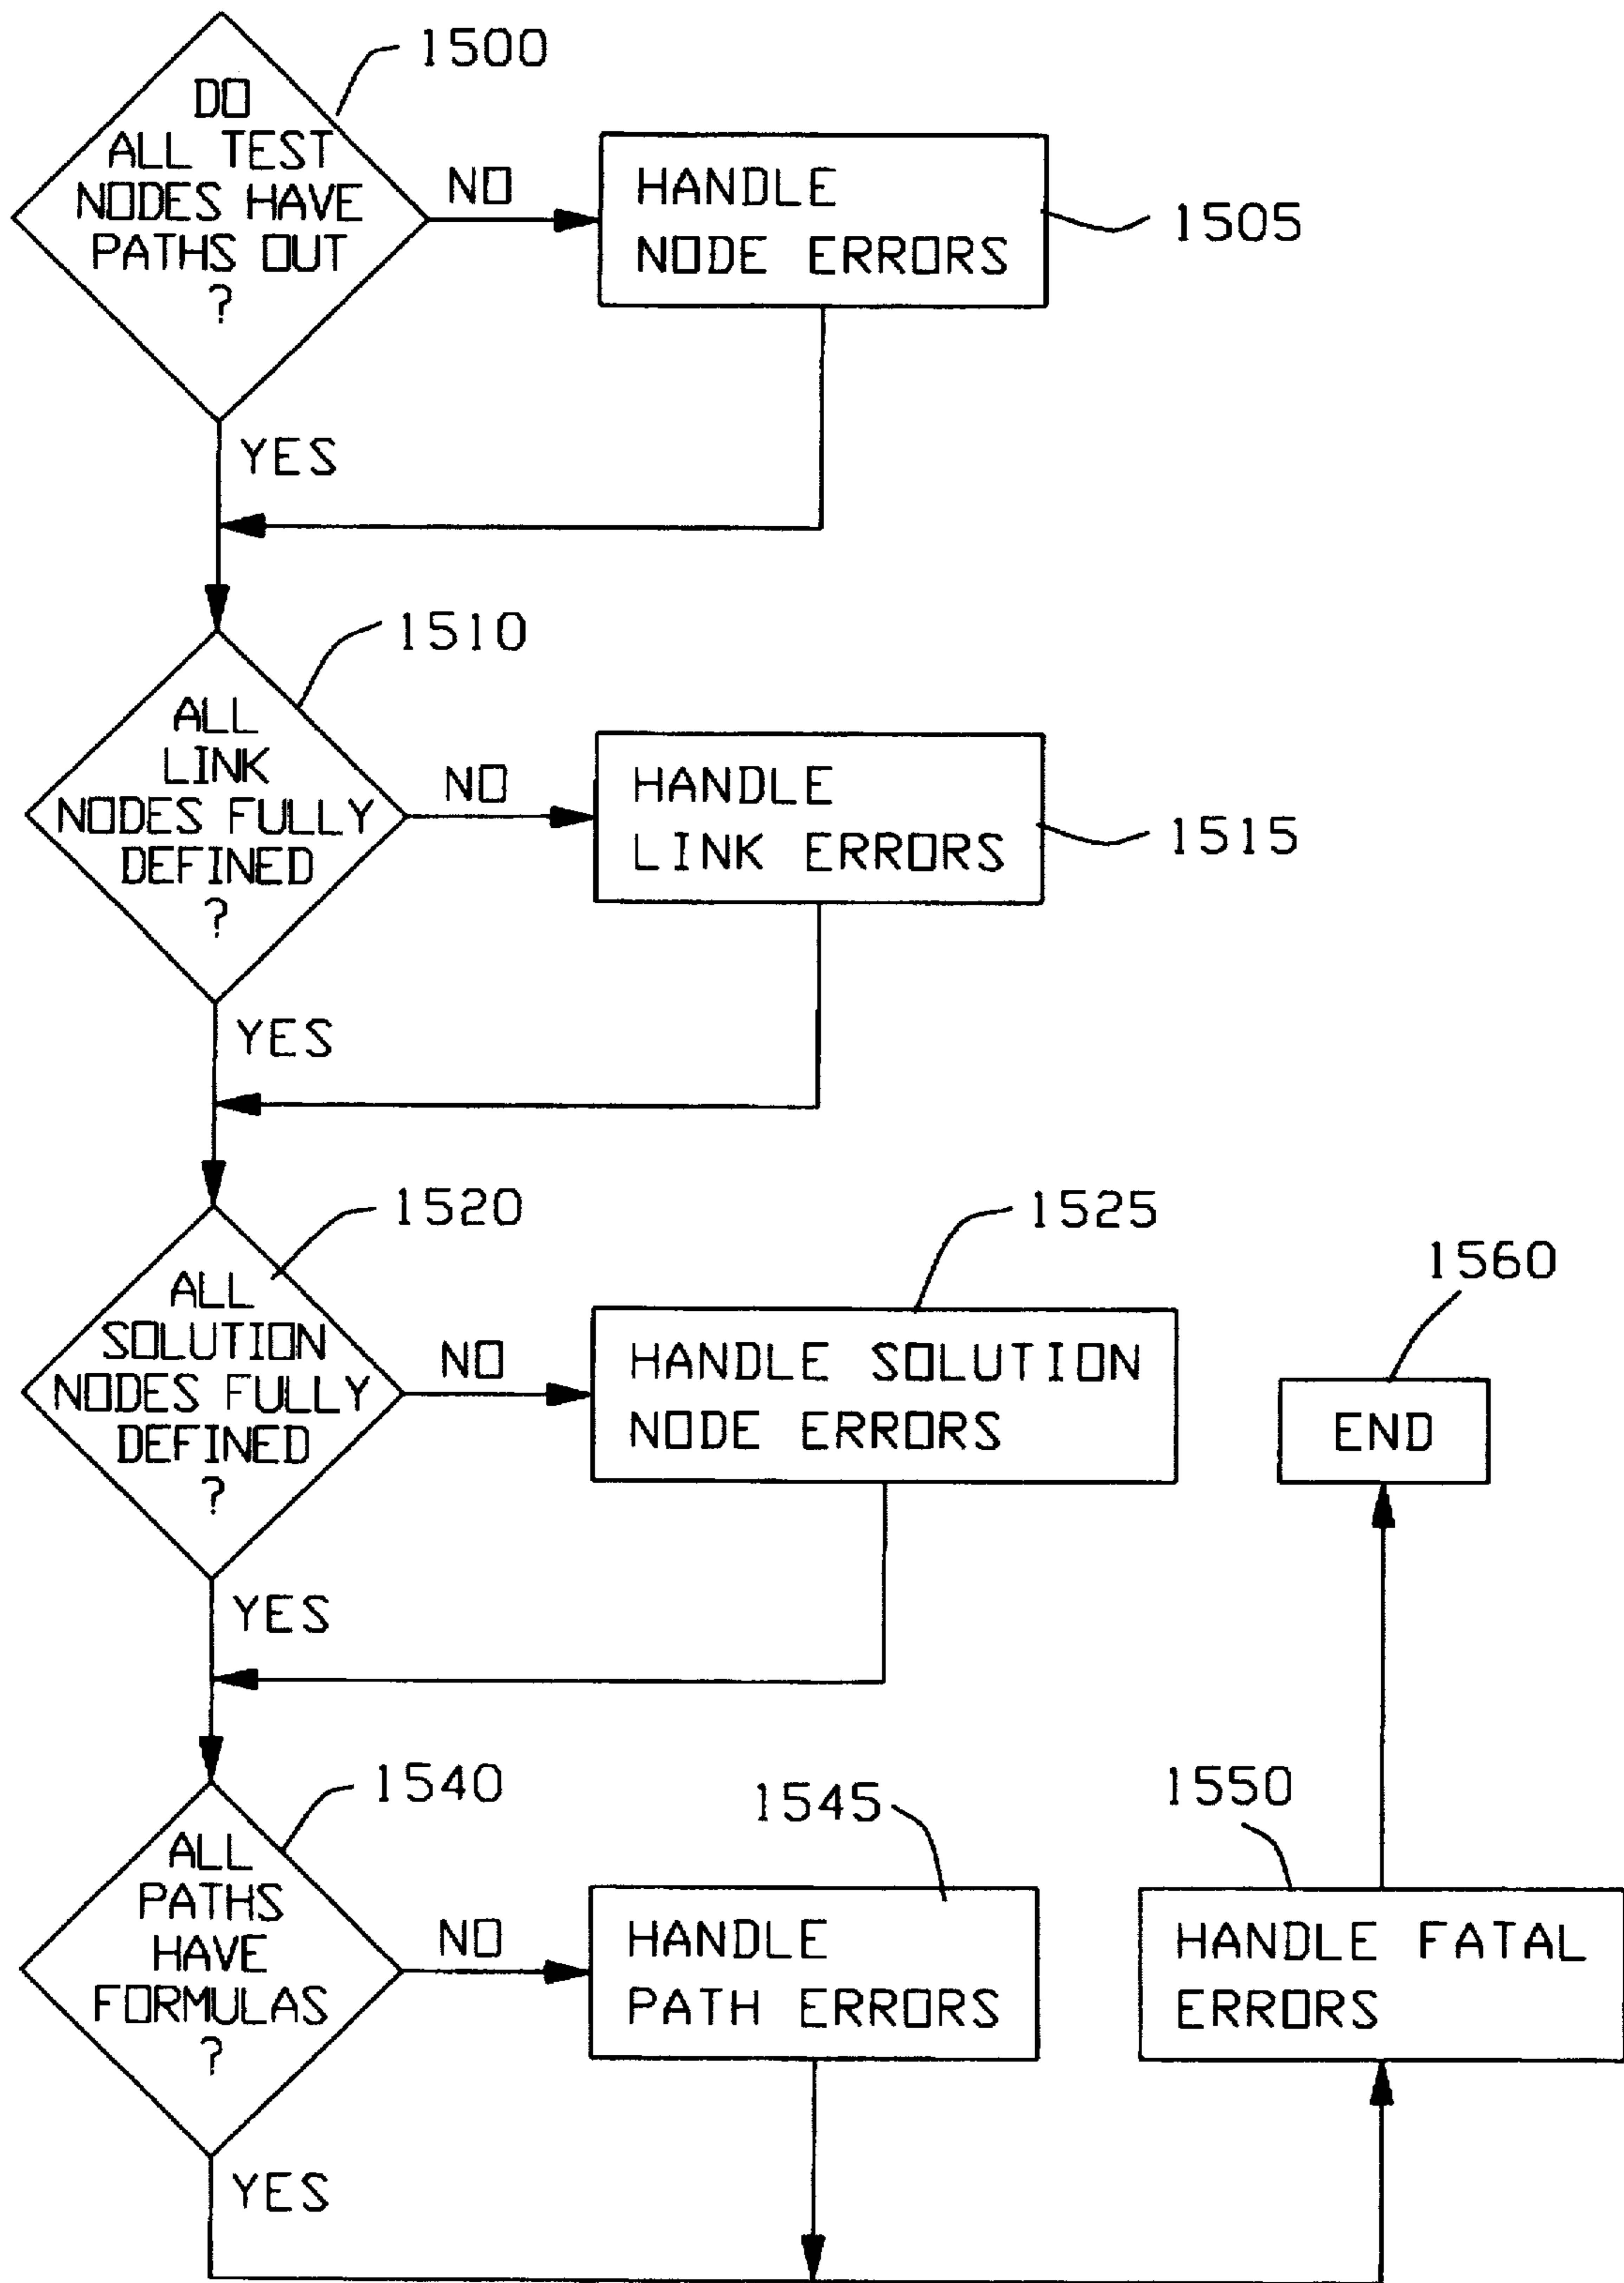 1500
DO
ALL TEST
NODES HAVE
PATHS OUT
?
NO
HANDLE
NODE ERRORS
1505
YES
1510
ALL
LINK
NODES FULLY
DEFINED
?
NO
HANDLE
LINK ERRORS
1515
YES
1520
ALL
SOLUTION
NODES FULLY
DEFINED
?
NO
1525
HANDLE SOLUTION
NODE ERRORS
1560
END
YES
1540
ALL
PATHS
HAVE
FORMULAS
?
NO
1545
HANDLE
PATH ERRORS
1550
HANDLE FATAL
ERRORS
YES